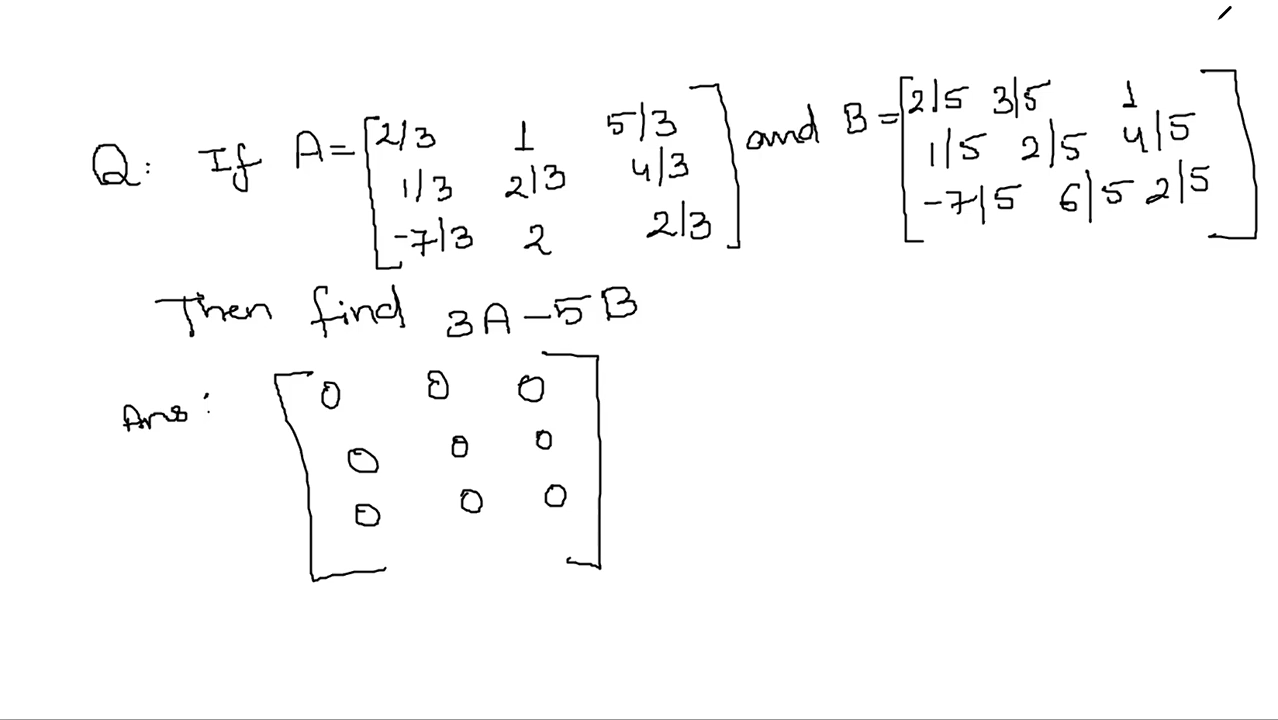 Q: If A = [2/3 1 5/3 and B = [2/5 3/5 1
1/3 2/3 4/3 1/5 2/5 4/5
-7/3 2 2/3] -7/5 6/5 2/5]
Then find 3A - 5B
Ans: [0 0 0
0 0 0
0 0 0]